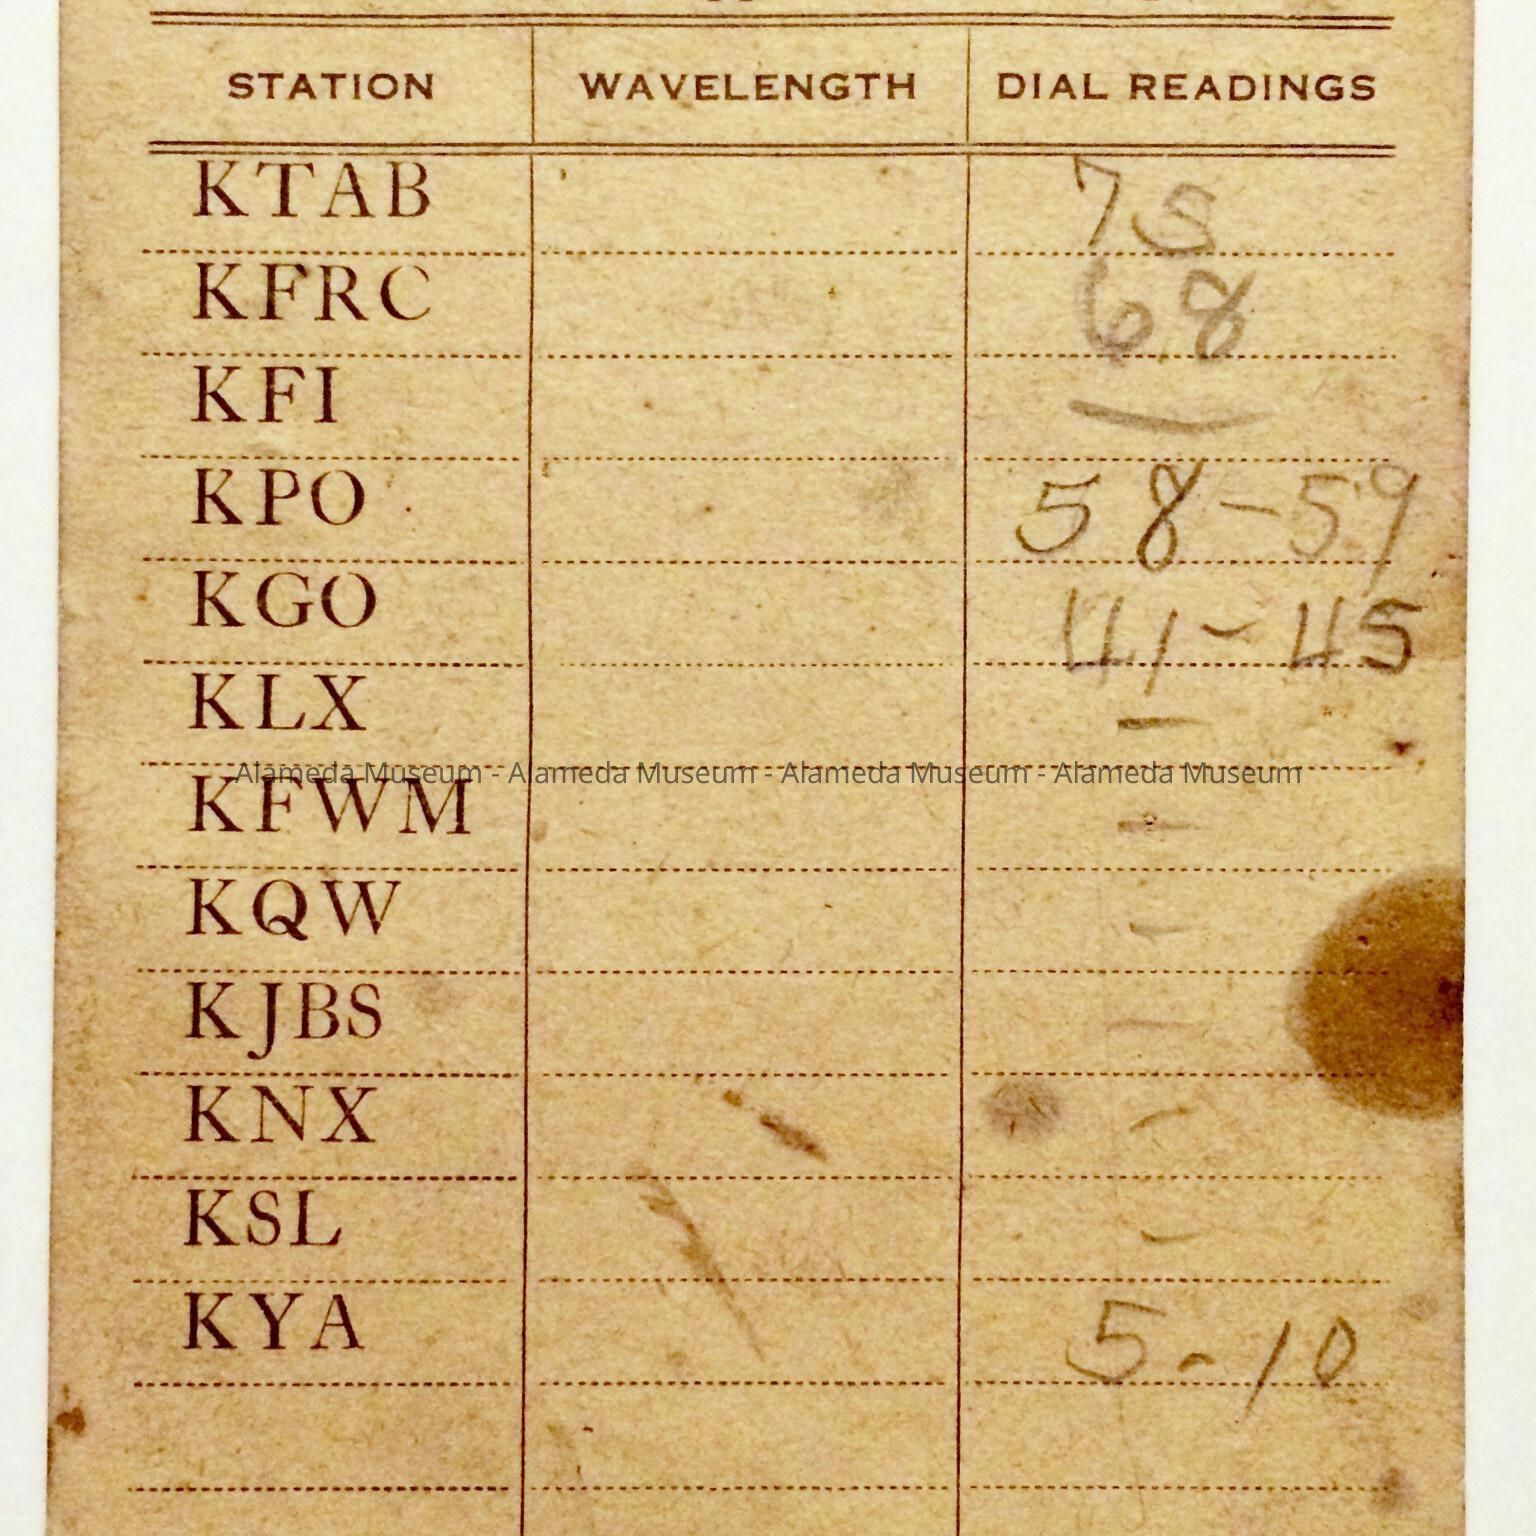 STATION WAVELENGTH DIAL READINGS
KTAB 75
KFRC 68
KFI —
KPO 58-59
KGO 41-45
KLX —
Alameda Museum - Alameda Museum - Alameda Museum - Alameda Museum
KFWM —
KQW —
KJBS —
KNX —
KSL —
KYA 5-10